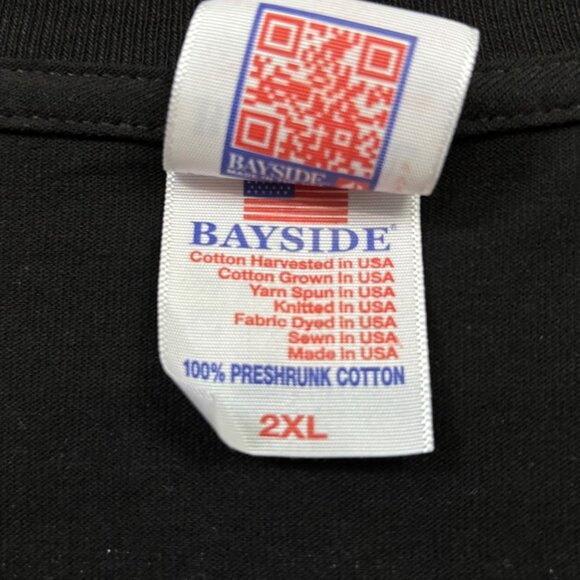 BAYSIDE
BAYSIDE
Cotton Harvested in USA
Cotton Grown in USA
Yarn Spun in USA
Knitted in USA
Fabric Dyed in USA
Sewn in USA
Made in USA
100% PRESHRUNK COTTON
2XL